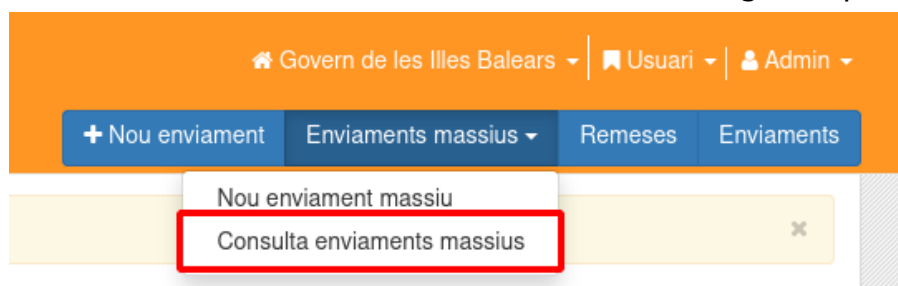 Govern de les Illes Balears Usuari Admin
+ Nou enviament Enviaments massius Remeses Enviaments
Nou enviament massiu
Consulta enviaments massius
×